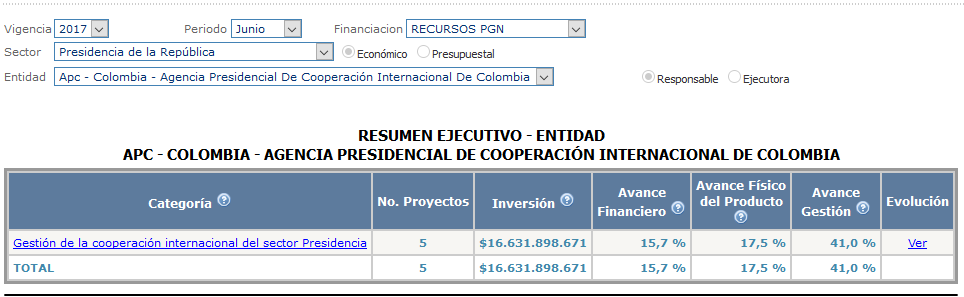 Vigencia 2017 Periodo Junio Financiacion RECURSOS PGN
Sector Presidencia de la República Económico Presupuestal
Entidad Apc - Colombia - Agencia Presidencial De Cooperación Internacional De Colombia Responsable Ejecutora
RESUMEN EJECUTIVO - ENTIDAD
APC - COLOMBIA - AGENCIA PRESIDENCIAL DE COOPERACIÓN INTERNACIONAL DE COLOMBIA
Categoría ? No. Proyectos Inversión ? Avance Financiero ? Avance Físico del Producto ? Avance Gestión ? Evolución
Gestión de la cooperación internacional del sector Presidencia 5 $16.631.898.671 15,7 % 17,5 % 41,0 % Ver
TOTAL 5 $16.631.898.671 15,7 % 17,5 % 41,0 %